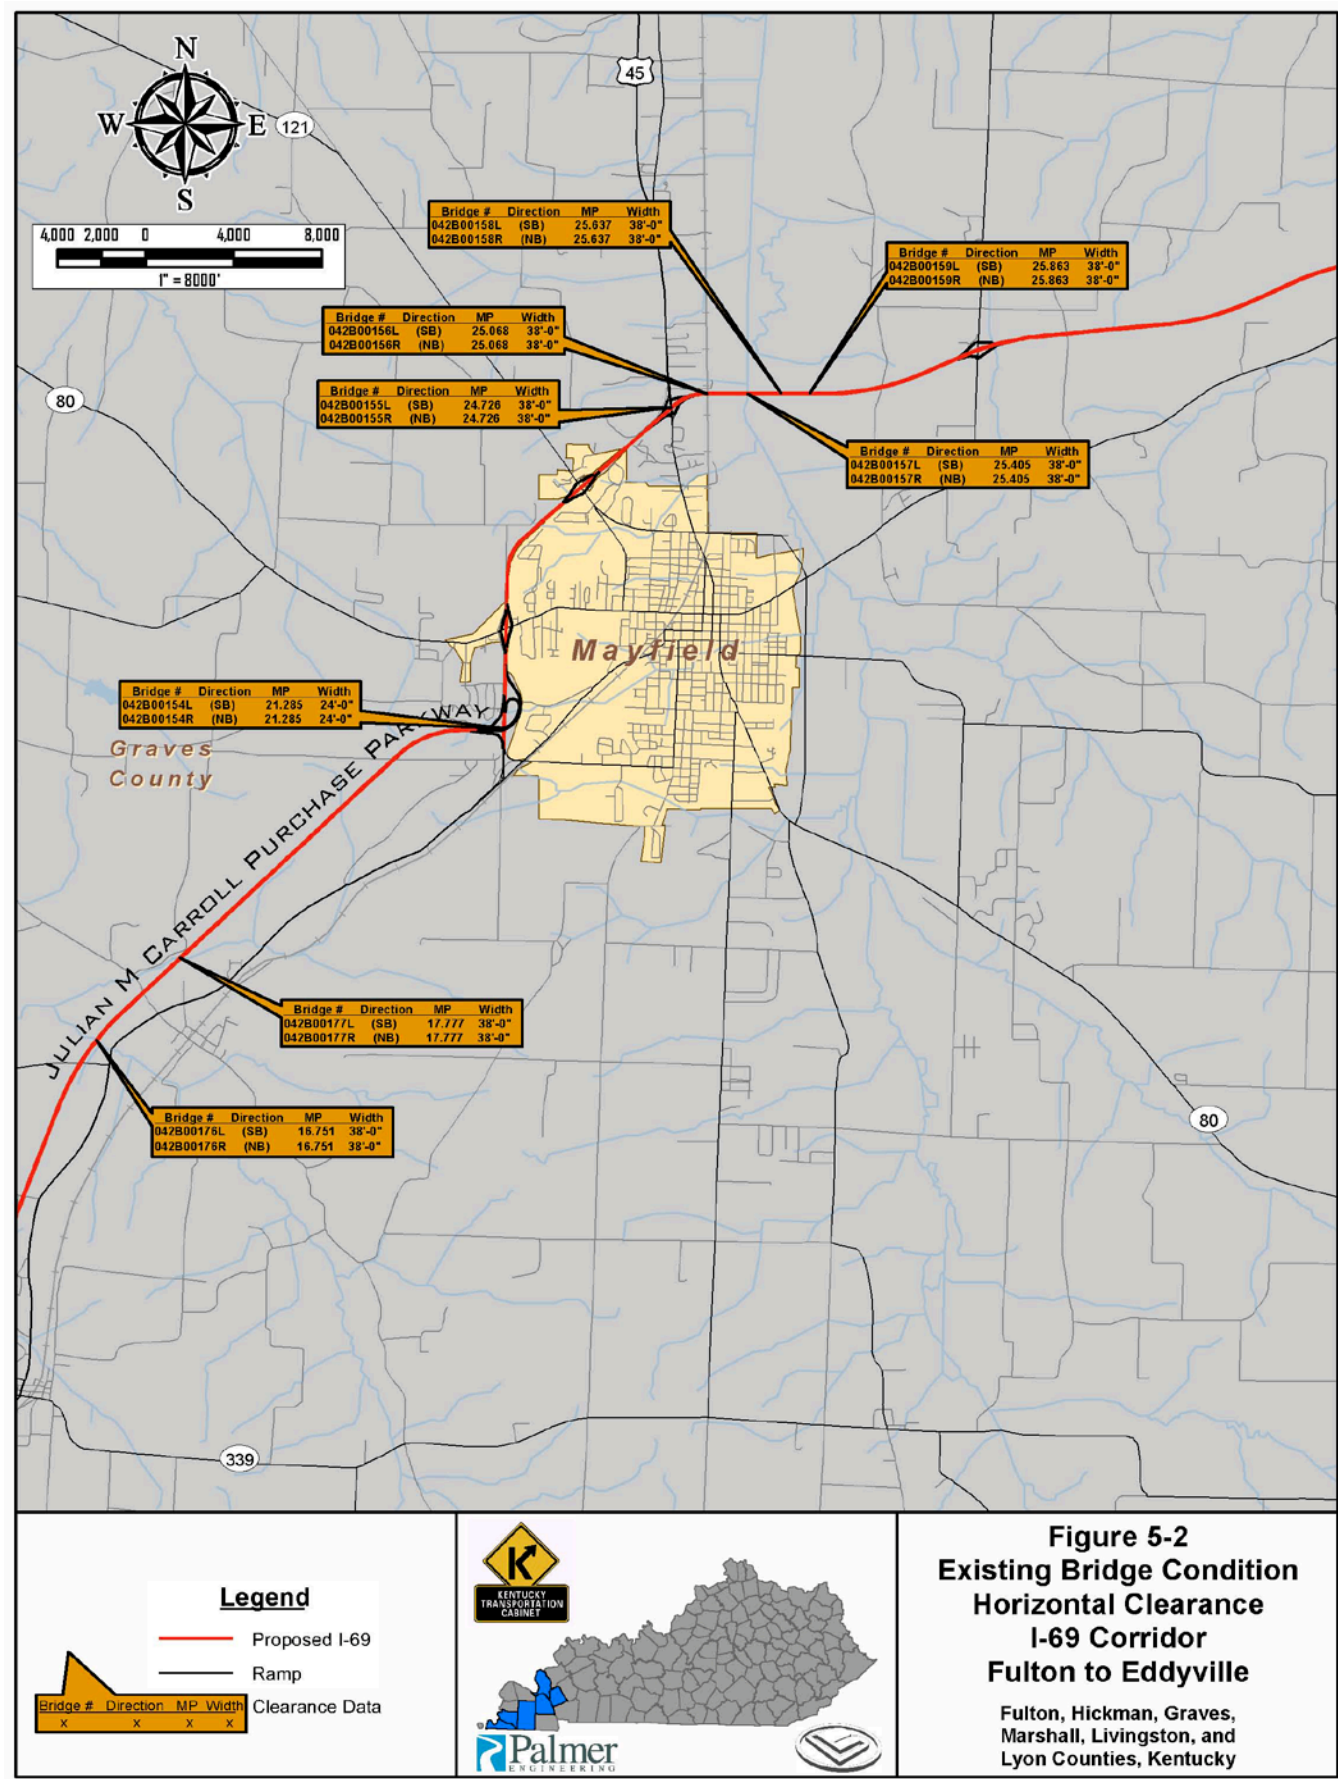 N
W
E
S
121
45
4,000 2,000 0 4,000 8,000
1" = 8000'
Bridge # Direction MP Width
042B00158L (SB) 25.637 38'-0"
042B00158R (NB) 25.637 38'-0"
Bridge # Direction MP Width
042B00159L (SB) 25.863 38'-0"
042B00159R (NB) 25.863 38'-0"
Bridge # Direction MP Width
042B00156L (SB) 25.068 38'-0"
042B00156R (NB) 25.068 38'-0"
Bridge # Direction MP Width
042B00155L (SB) 24.726 38'-0"
042B00155R (NB) 24.726 38'-0"
80
Bridge # Direction MP Width
042B00157L (SB) 25.405 38'-0"
042B00157R (NB) 25.405 38'-0"
Mayfield
Bridge # Direction MP Width
042B00154L (SB) 21.285 24'-0"
042B00154R (NB) 21.285 24'-0"
Graves
County
JULIAN M CARROLL PURCHASE PARKWAY
Bridge # Direction MP Width
042B00177L (SB) 17.777 38'-0"
042B00177R (NB) 17.777 38'-0"
Bridge # Direction MP Width
042B00176L (SB) 16.751 38'-0"
042B00176R (NB) 16.751 38'-0"
80
339
Legend
Proposed I-69
Ramp
Clearance Data
Bridge # Direction MP Width
x x x x
KENTUCKY
TRANSPORTATION
CABINET
Palmer
ENGINEERING
Figure 5-2
Existing Bridge Condition
Horizontal Clearance
I-69 Corridor
Fulton to Eddyville
Fulton, Hickman, Graves,
Marshall, Livingston, and
Lyon Counties, Kentucky